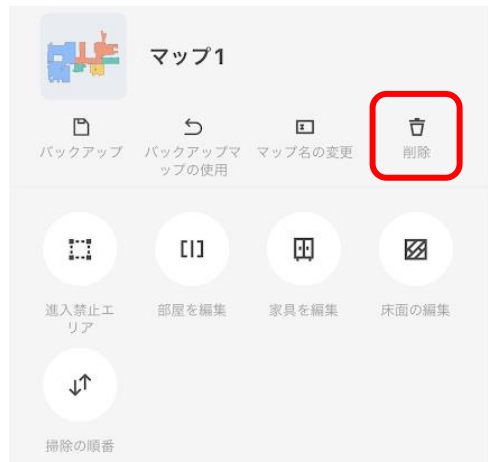 マップ1
バックアップ
バックアップマ
ップの使用
マップ名の変更
削除
進入禁止エ
リア
部屋を編集
家具を編集
床面の編集
掃除の順番